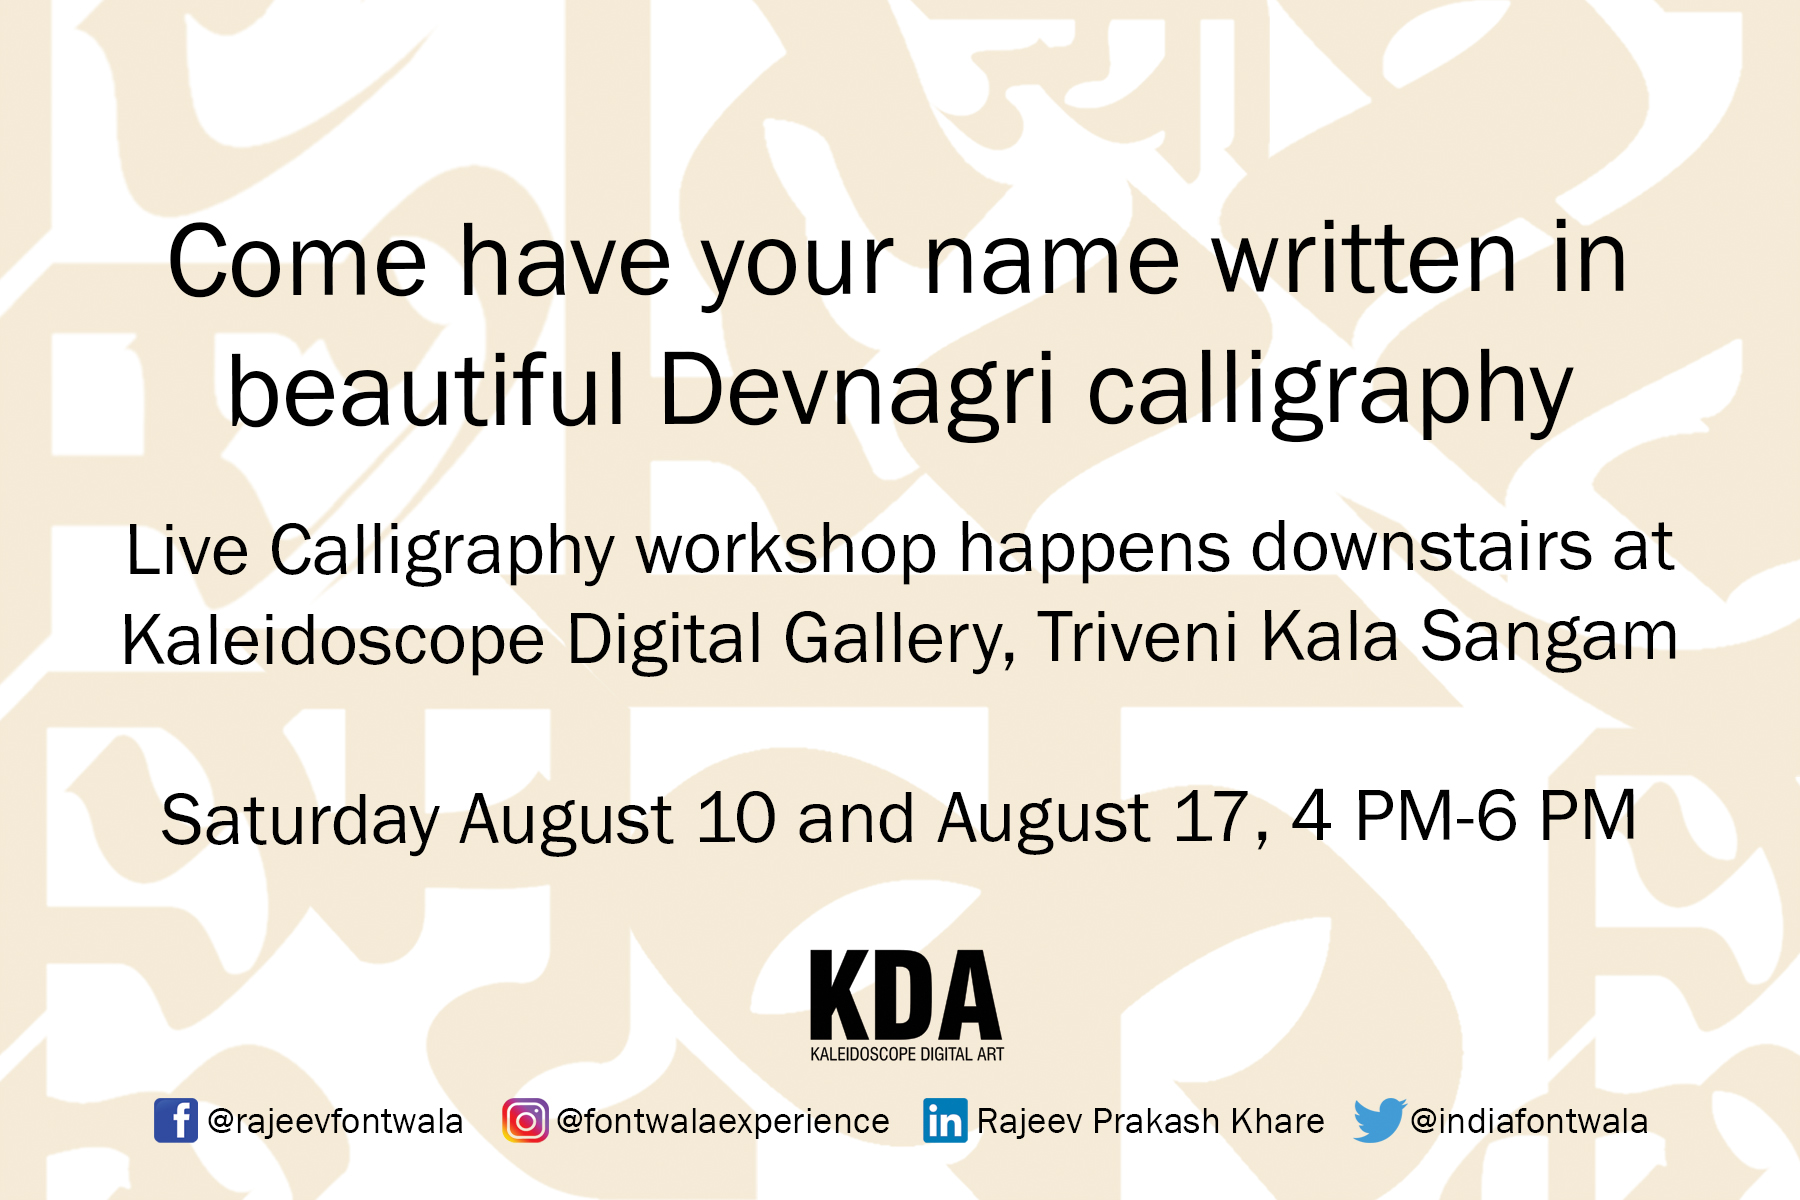 Come have your name written in
beautiful Devnagri calligraphy
Live Calligraphy workshop happens downstairs at
Kaleidoscope Digital Gallery, Triveni Kala Sangam
Saturday August 10 and August 17, 4 PM-6 PM
KDA
KALEIDOSCOPE DIGITAL ART
@rajeevfontwala @fontwalaexperience Rajeev Prakash Khare @indiafontwala